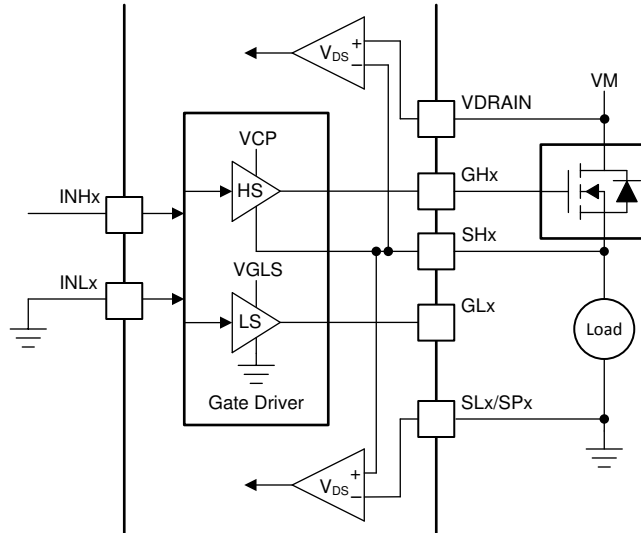 +
VDS
−
VM
VDRAIN
VCP
GHx
HS
INHx
SHx
VGLS
INLx
GLx
LS
Load
Gate Driver
SLx/SPx
+
VDS
−